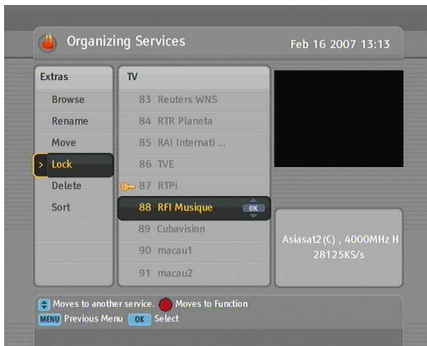 Organizing Services
Feb 16 2007 13:13
Extras
Browse
Rename
Move
> Lock
Delete
Sort
TV
83 Reuters WNS
84 RTR Planeta
85 RAI Internati ...
86 TVE
87 RTPi
88 RFI Musique OK
89 Cubavision
90 macau1
91 macau2
Asiasat2(C) , 4000MHz H
28125KS/s
Moves to another service. Moves to Function
MENU Previous Menu OK Select